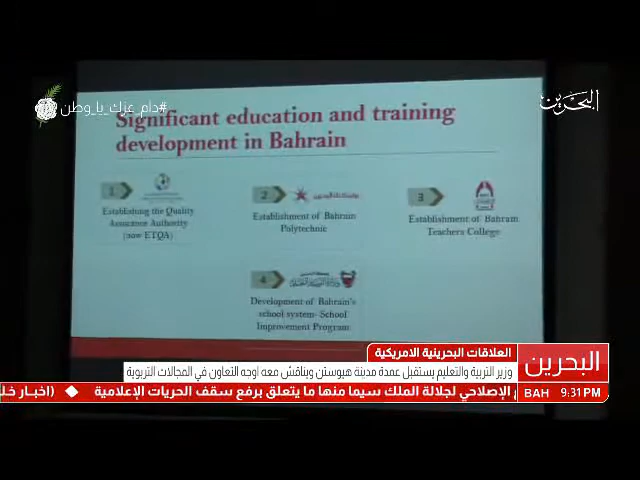 #دام_عزك_يا_وطن
البحرين
Significant education and training
development in Bahrain
1
Establishing the Quality
Assurance Authority
(now ETQA)
2
Establishment of Bahrain
Polytechnic
3
Establishment of Bahrain
Teachers College
4
Development of Bahrain's
school system- School
Improvement Program
العلاقات البحرينية الامريكية
وزير التربية والتعليم يستقبل عمدة مدينة هيوستن ويناقش معه اوجه التعاون في المجالات التربوية
البحرين
BAH 9:31PM
الإصلاحي لجلالة الملك سيما منها ما يتعلق برفع سقف الحريات الإعلامية ♦ (اخبار